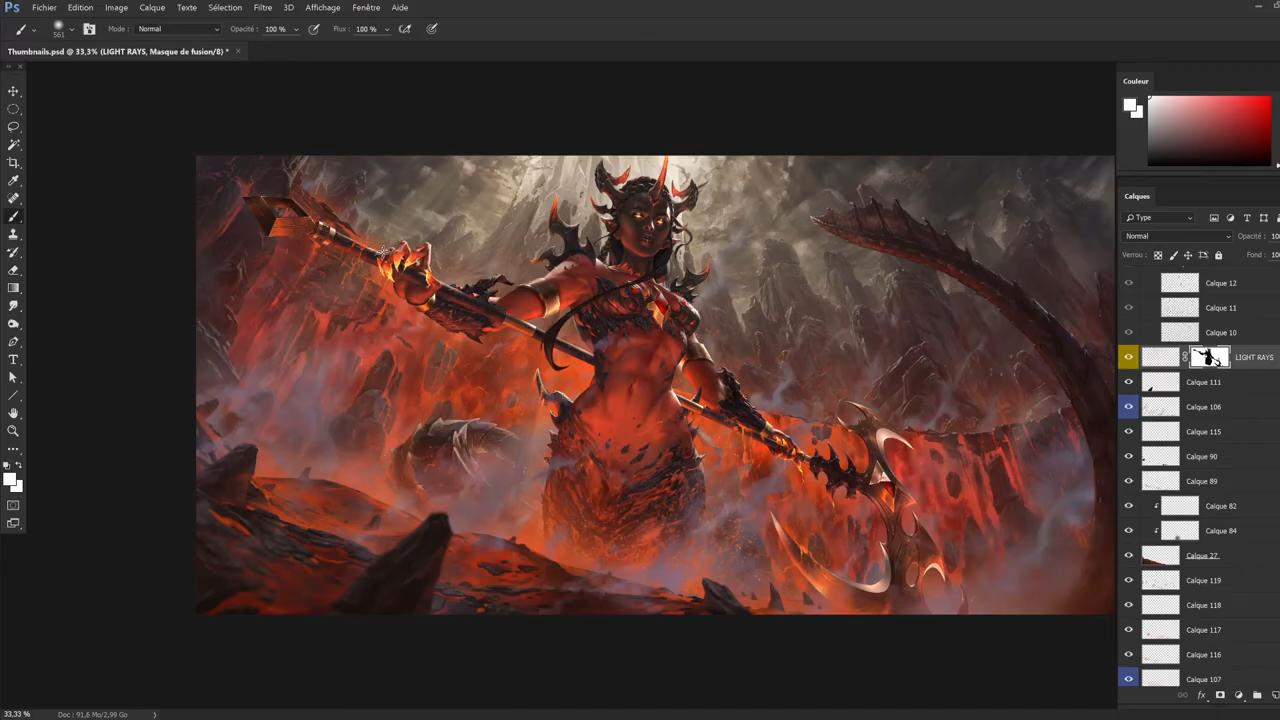 Ps Fichier Edition Image Calque Texte Sélection Filtre 3D Affichage Fenêtre Aide
561 Mode : Normal Opacité : 100 % Flux : 100 %
Thumbnails.psd @ 33,3% (LIGHT RAYS, Masque de fusion/8) * ×
Couleur
Calques
Type
Normal Opacité : 100
Verrou : Fond : 100
Calque 12
Calque 11
Calque 10
LIGHT RAYS
Calque 111
Calque 106
Calque 115
Calque 90
Calque 89
Calque 82
Calque 84
Calque 27
Calque 119
Calque 118
Calque 117
Calque 116
Calque 107
fx
33,33 % Doc : 91,6 Mo/2,99 Go